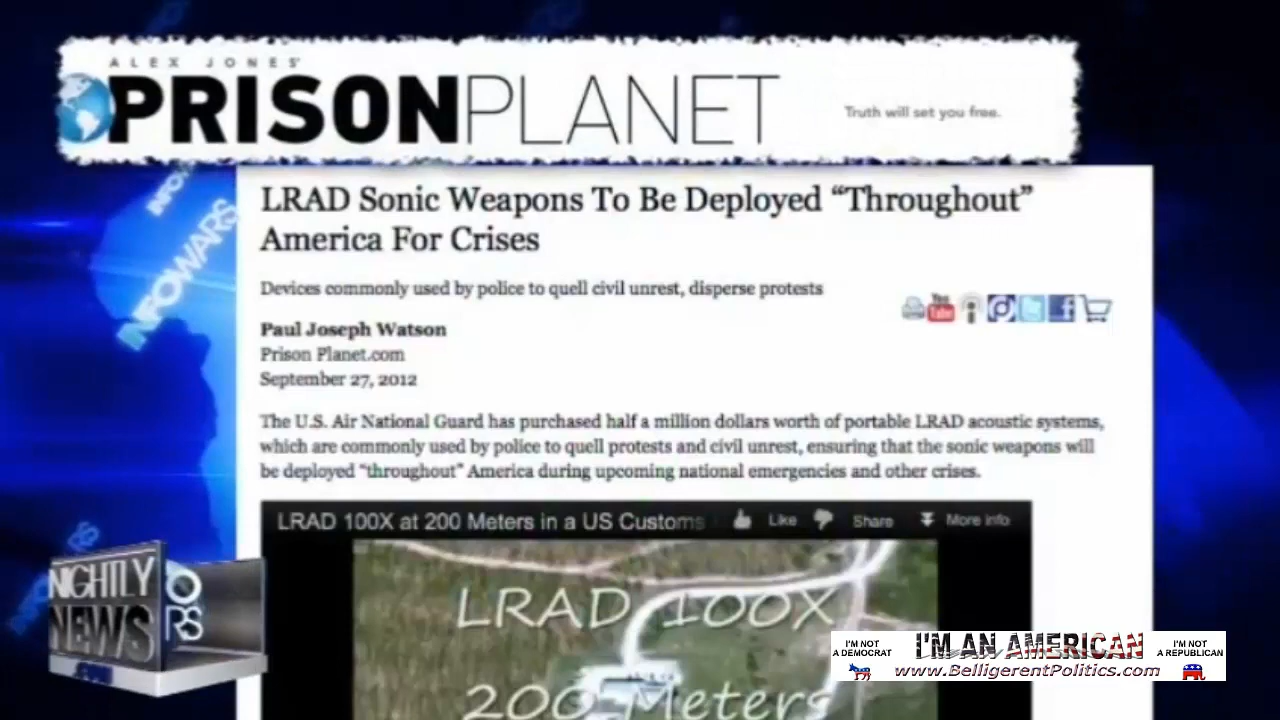 ALEX JONES'
PRISONPLANET
Truth will set you free.
LRAD Sonic Weapons To Be Deployed “Throughout”
America For Crises
Devices commonly used by police to quell civil unrest, disperse protests
You
Tube
Paul Joseph Watson
Prison Planet.com
September 27, 2012
The U.S. Air National Guard has purchased half a million dollars worth of portable LRAD acoustic systems,
which are commonly used by police to quell protests and civil unrest, ensuring that the sonic weapons will
be deployed “throughout” America during upcoming national emergencies and other crises.
LRAD 100X at 200 Meters in a US Customs
Like
Share
More info
LRAD 100X
200 Meters
INFOWARS
NIGHTLY
NEWS
RS
I'M NOT
A DEMOCRAT
I'M AN AMERICAN
www.BelligerentPolitics.com
I'M NOT
A REPUBLICAN